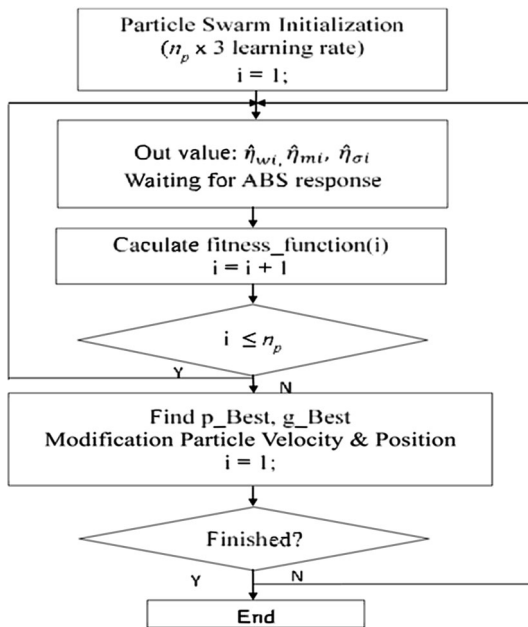 Particle Swarm Initialization
(n_p x 3 learning rate)
i = 1;
Out value: η̂_wi, η̂_mi, η̂_σi
Waiting for ABS response
Caculate fitness_function(i)
i = i + 1
i ≤ n_p
Y
N
Find p_Best, g_Best
Modification Particle Velocity & Position
i = 1;
Finished?
Y
N
End